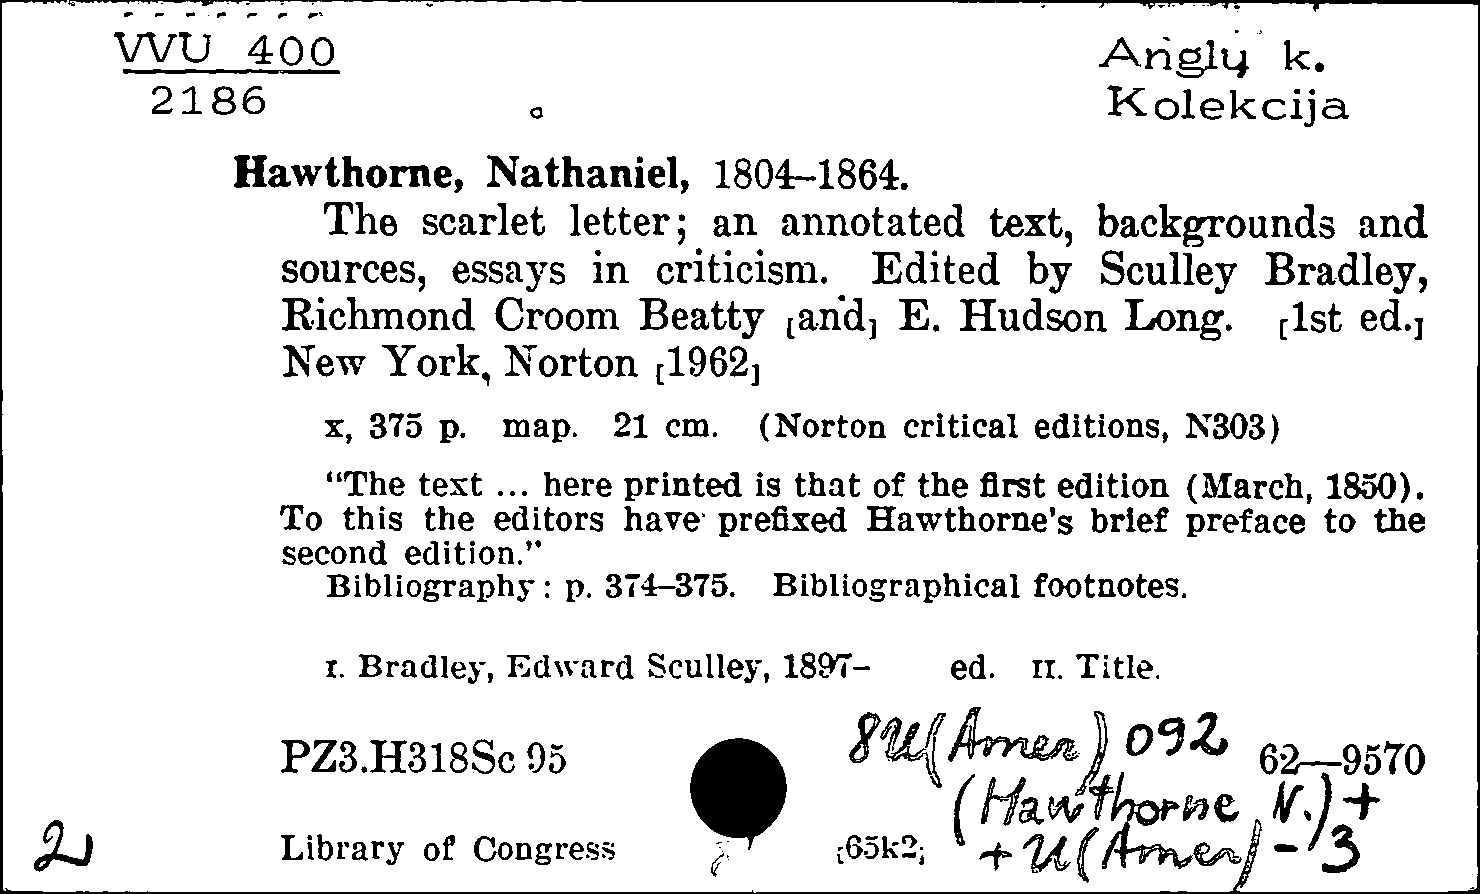 VVU 400
2186
Anglų k.
Kolekcija
Hawthorne, Nathaniel, 1804–1864.
The scarlet letter; an annotated text, backgrounds and
sources, essays in criticism. Edited by Sculley Bradley,
Richmond Croom Beatty [and] E. Hudson Long. [1st ed.]
New York, Norton [1962]
x, 375 p. map. 21 cm. (Norton critical editions, N303)
"The text ... here printed is that of the first edition (March, 1850).
To this the editors have prefixed Hawthorne's brief preface to the
second edition."
Bibliography: p. 374–375. Bibliographical footnotes.
I. Bradley, Edward Sculley, 1897– ed. II. Title.
8U(Amer)092
PZ3.H318Sc 95 62—9570
(Hawthorne N.)+
Library of Congress [65k2] +U(Amer)-3
2